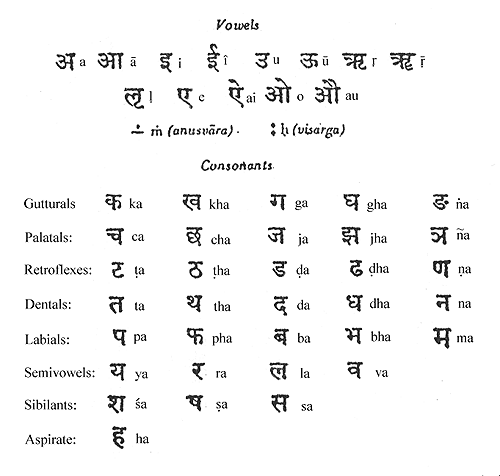 Vowels
अ a आ ā इ i ई î उ u ऊ ū ऋ ṛ ॠ ṝ
ऌ l ए e ऐ ai ओ o औ au
∸ ṁ (anusvāra) . : ḥ (visarga)
Consonants
Gutturals क ka ख kha ग ga घ gha ङ ṅa
Palatals: च ca छ cha ज ja झ jha ञ ña
Retroflexes: ट ṭa ठ ṭha ड ḍa ढ ḍha ण ṇa
Dentals: त ta थ tha द da ध dha न na
Labials: प pa फ pha ब ba भ bha म ma
Semivowels: य ya र ra ल la व va
Sibilants: श śa ष ṣa स sa
Aspirate: ह ha